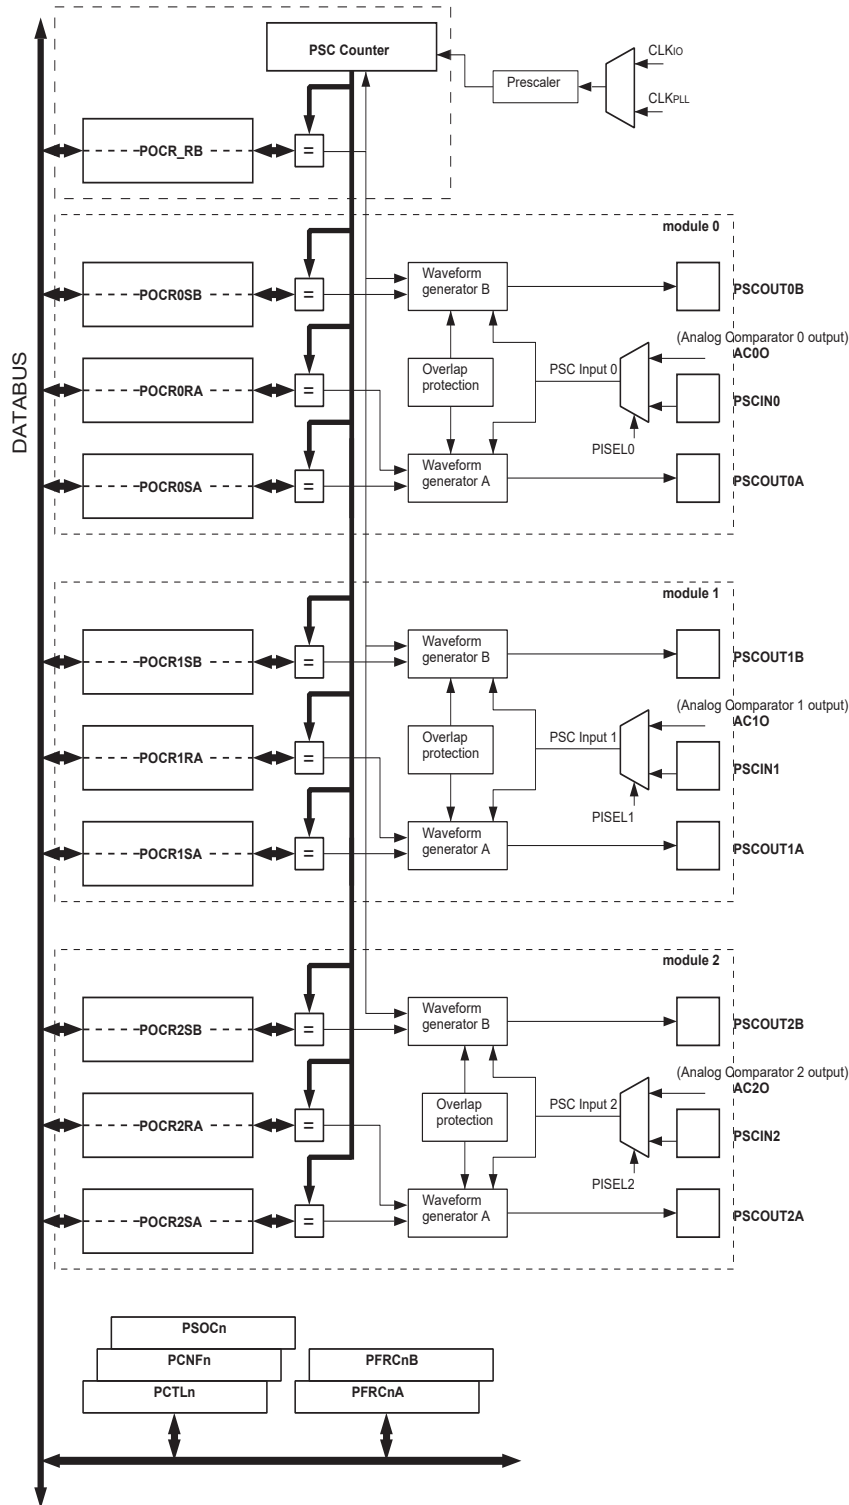 PSC Counter
CLKIO
Prescaler
CLKPLL
POCR_RB
=
DATABUS
module 0
POCR0SB
=
Waveform
generator B
PSCOUT0B
(Analog Comparator 0 output)
AC0O
POCR0RA
=
Overlap
protection
PSC Input 0
PSCIN0
PISEL0
POCR0SA
=
Waveform
generator A
PSCOUT0A
module 1
POCR1SB
=
Waveform
generator B
PSCOUT1B
(Analog Comparator 1 output)
AC1O
POCR1RA
=
Overlap
protection
PSC Input 1
PSCIN1
PISEL1
POCR1SA
=
Waveform
generator A
PSCOUT1A
module 2
POCR2SB
=
Waveform
generator B
PSCOUT2B
(Analog Comparator 2 output)
AC2O
POCR2RA
=
Overlap
protection
PSC Input 2
PSCIN2
PISEL2
POCR2SA
=
Waveform
generator A
PSCOUT2A
PSOCn
PCNFn
PCTLn
PFRCnB
PFRCnA